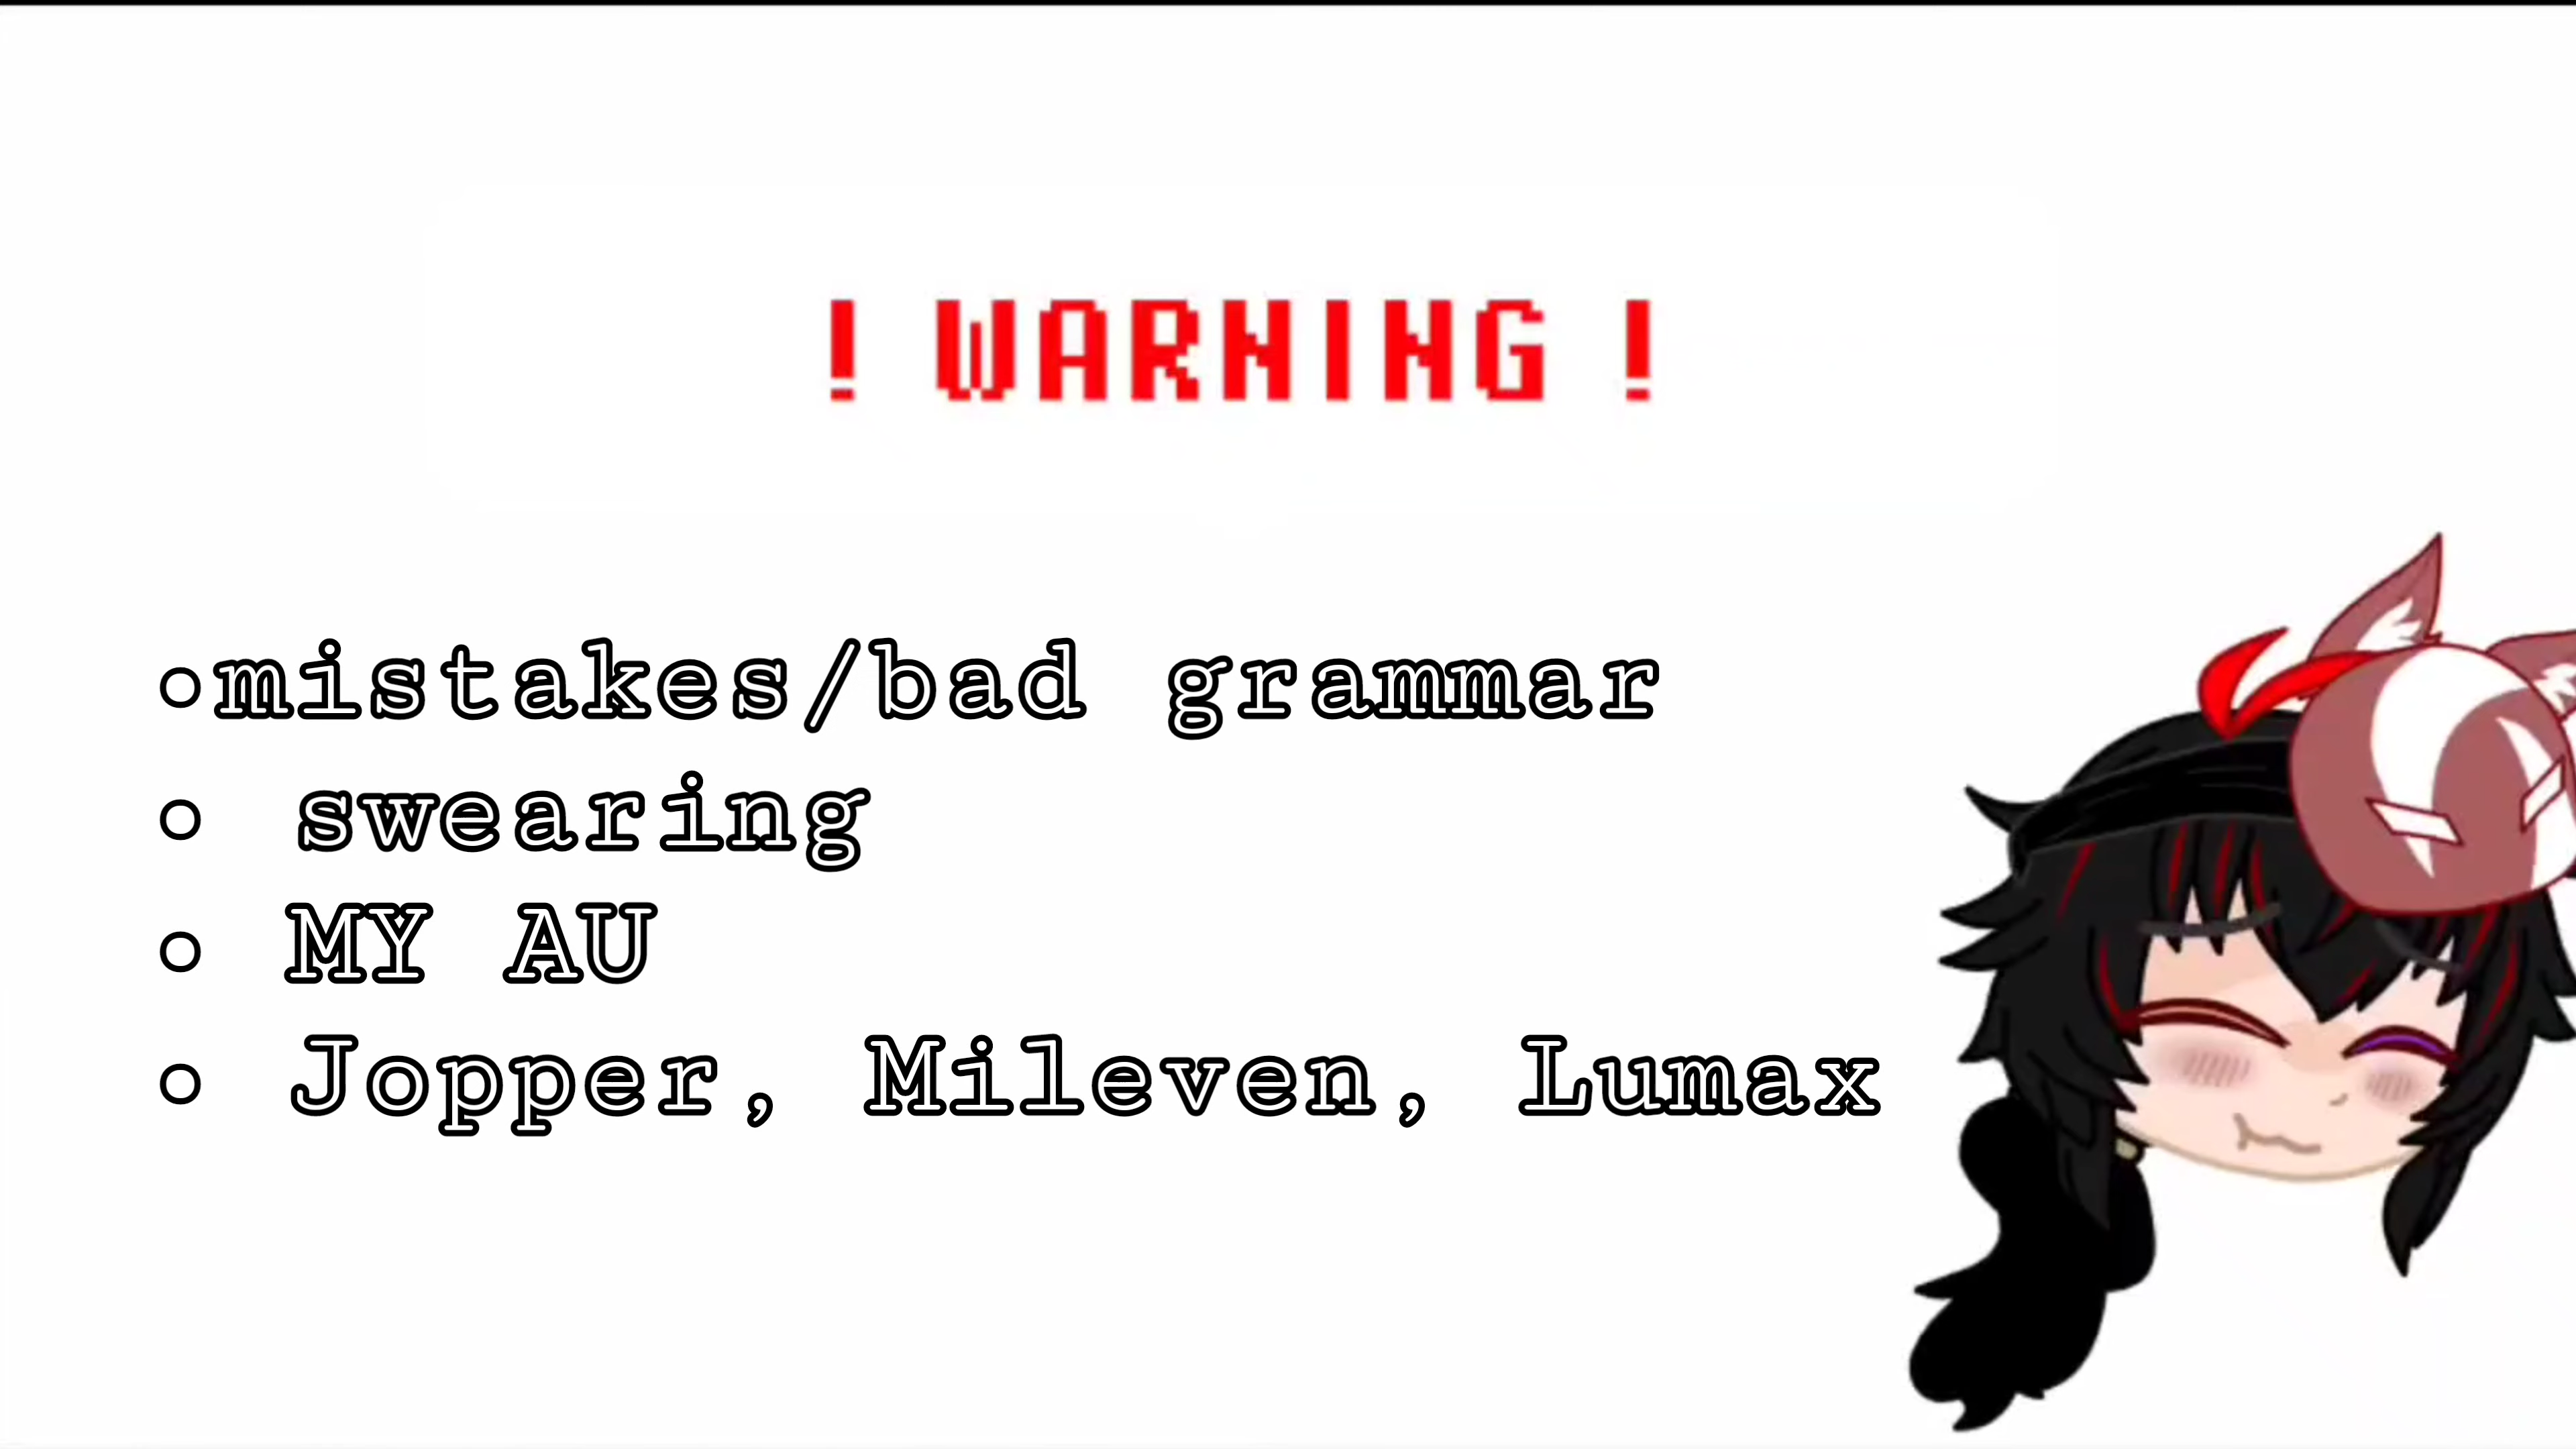 ! WARNING !
○mistakes/bad grammar
○ swearing
○ MY AU
○ Jopper, Mileven, Lumax